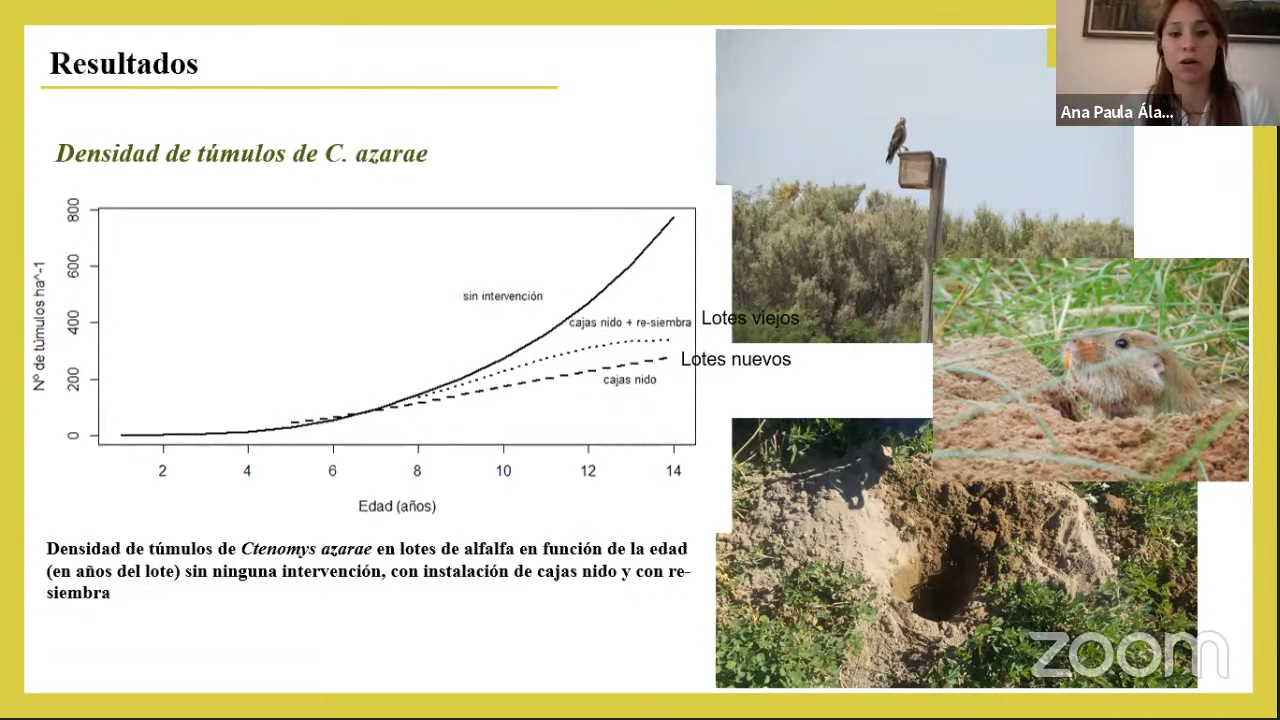 Resultados
Ana Paula Ála...
Densidad de túmulos de C. azarae
Nº de túmulos ha^-1
800
600
400
200
0
sin intervención
cajas nido + re-siembra
Lotes viejos
Lotes nuevos
cajas nido
2 4 6 8 10 12 14
Edad (años)
Densidad de túmulos de Ctenomys azarae en lotes de alfalfa en función de la edad
(en años del lote) sin ninguna intervención, con instalación de cajas nido y con re-
siembra
zoom